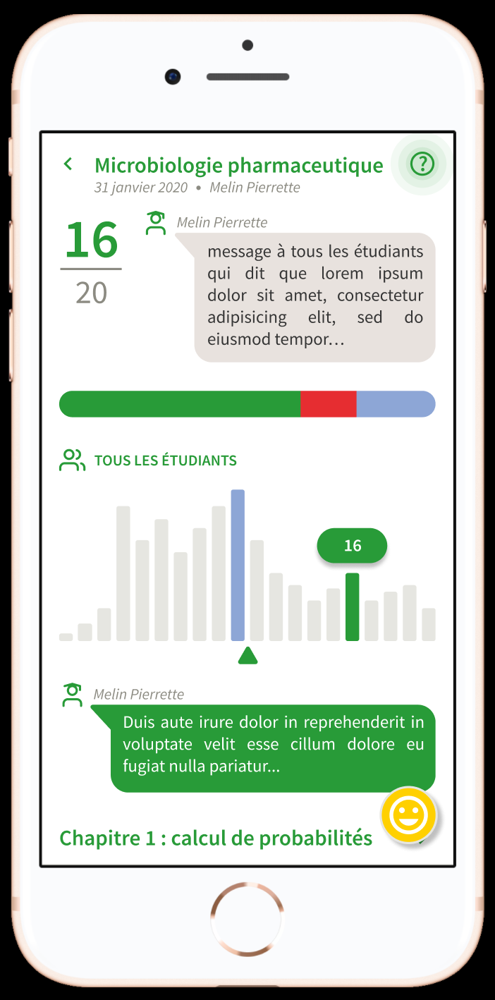 Microbiologie pharmaceutique
31 janvier 2020 • Melin Pierrette
16
20
Melin Pierrette
message à tous les étudiants
qui dit que lorem ipsum
dolor sit amet, consectetur
adipisicing elit, sed do
eiusmod tempor…
TOUS LES ÉTUDIANTS
16
Melin Pierrette
Duis aute irure dolor in reprehenderit in
voluptate velit esse cillum dolore eu
fugiat nulla pariatur...
Chapitre 1 : calcul de probabilités